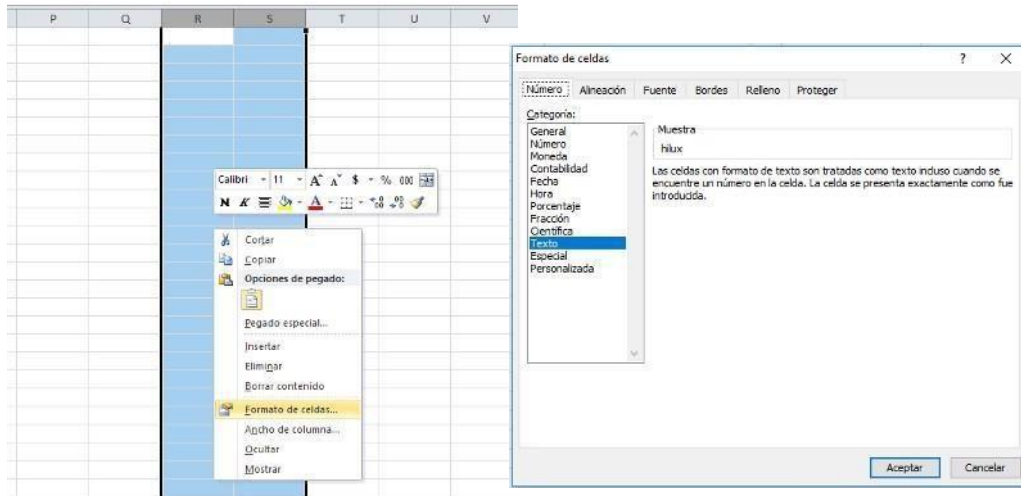 P Q R S T U V
Calibri 11 A A $ % 000
N K A
Cortar
Copiar
Opciones de pegado:
Pegado especial...
Insertar
Eliminar
Borrar contenido
Formato de celdas...
Ancho de columna...
Ocultar
Mostrar
Formato de celdas ? X
Número Alineación Fuente Bordes Relleno Proteger
Categoría:
General
Número
Moneda
Contabilidad
Fecha
Hora
Porcentaje
Fracción
Científica
Texto
Especial
Personalizada
Muestra
hilux
Las celdas con formato de texto son tratadas como texto incluso cuando se
encuentre un número en la celda. La celda se presenta exactamente como fue
introducida.
Aceptar Cancelar